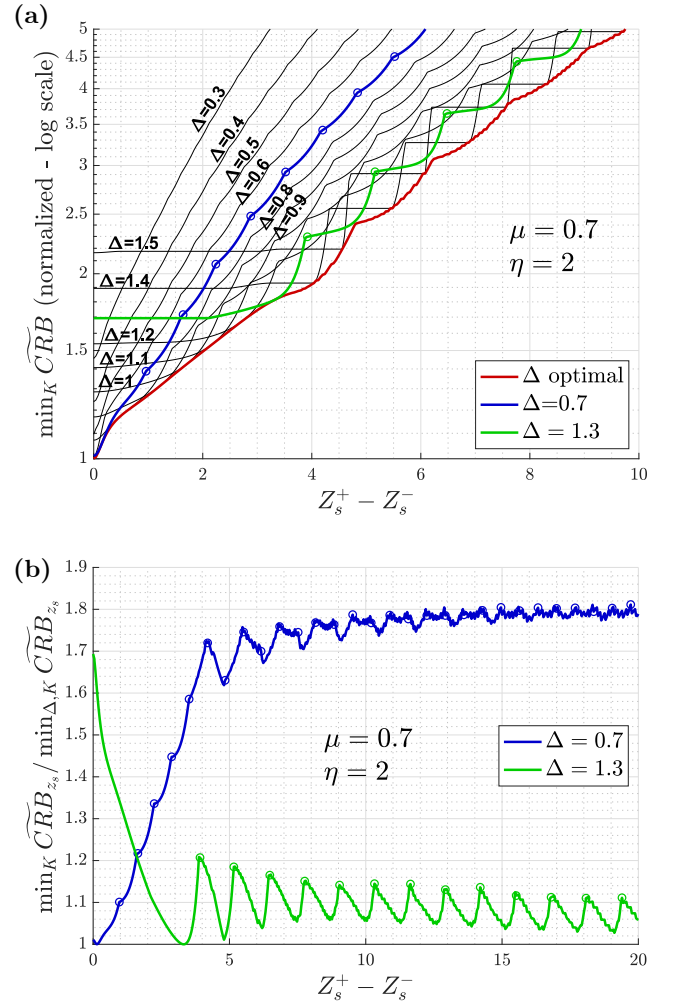 (a)
min_K C͠R͠B (normalized - log scale)
5
4.5
4
3.5
3
2.5
2
1.5
1
Δ=0.3
Δ=0.4
Δ=0.5
Δ=0.6
Δ=0.8
Δ=0.9
Δ=1.5
Δ=1.4
Δ=1.2
Δ=1.1
Δ=1
μ = 0.7
η = 2
Δ optimal
Δ=0.7
Δ = 1.3
0 2 4 6 8 10
Z_s^+ − Z_s^-
(b)
min_K C͠R͠B_{z_s} / min_{Δ,K} C͠R͠B_{z_s}
1.9
1.8
1.7
1.6
1.5
1.4
1.3
1.2
1.1
1
μ = 0.7
η = 2
Δ = 0.7
Δ = 1.3
0 5 10 15 20
Z_s^+ − Z_s^-